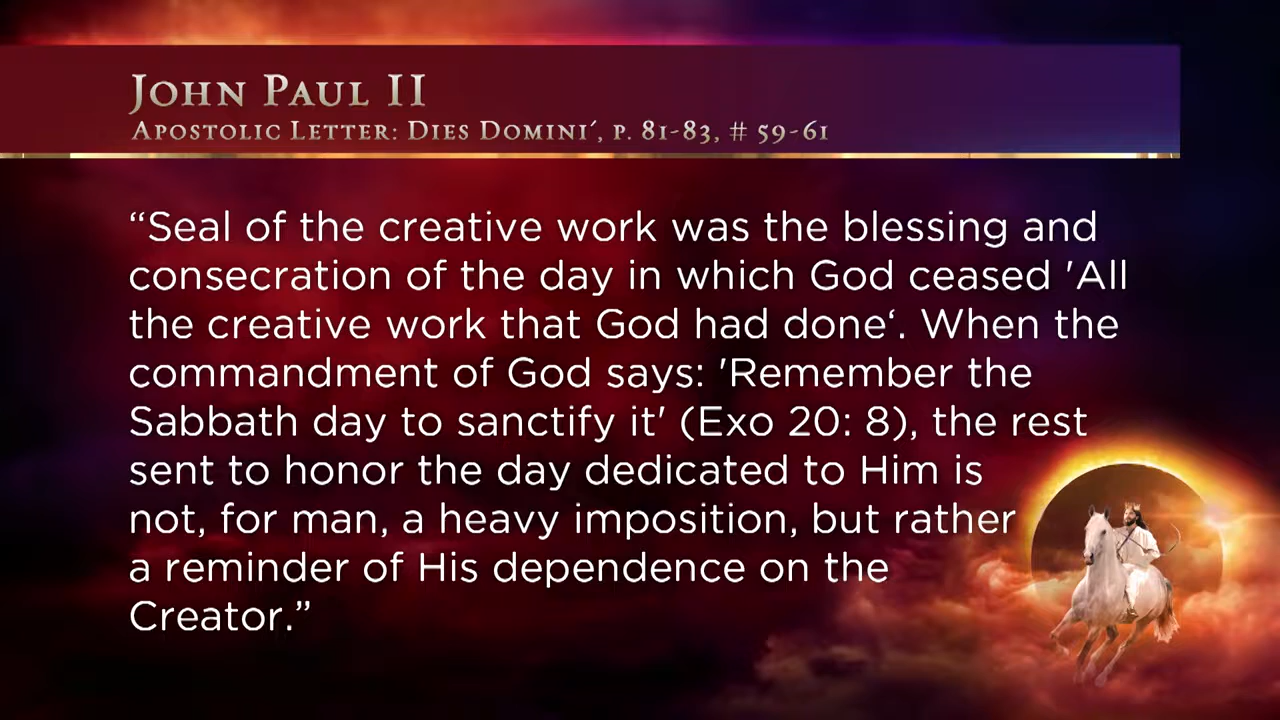 John Paul II
Apostolic Letter: Dies Domini´, p. 81-83, # 59-61
“Seal of the creative work was the blessing and
consecration of the day in which God ceased 'All
the creative work that God had done‘. When the
commandment of God says: 'Remember the
Sabbath day to sanctify it' (Exo 20: 8), the rest
sent to honor the day dedicated to Him is
not, for man, a heavy imposition, but rather
a reminder of His dependence on the
Creator.”